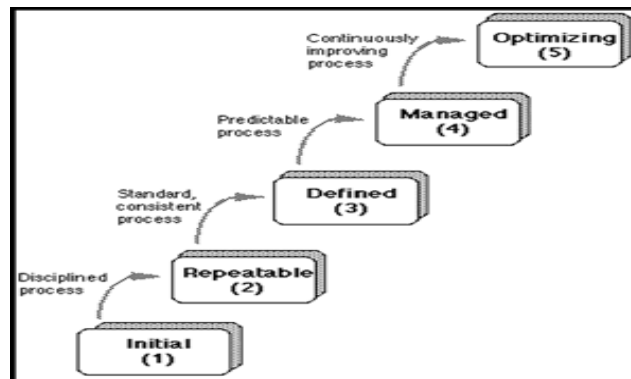 Continuously
improving
process
Optimizing
(5)
Predictable
process
Managed
(4)
Standard,
consistent
process
Defined
(3)
Disciplined
process
Repeatable
(2)
Initial
(1)